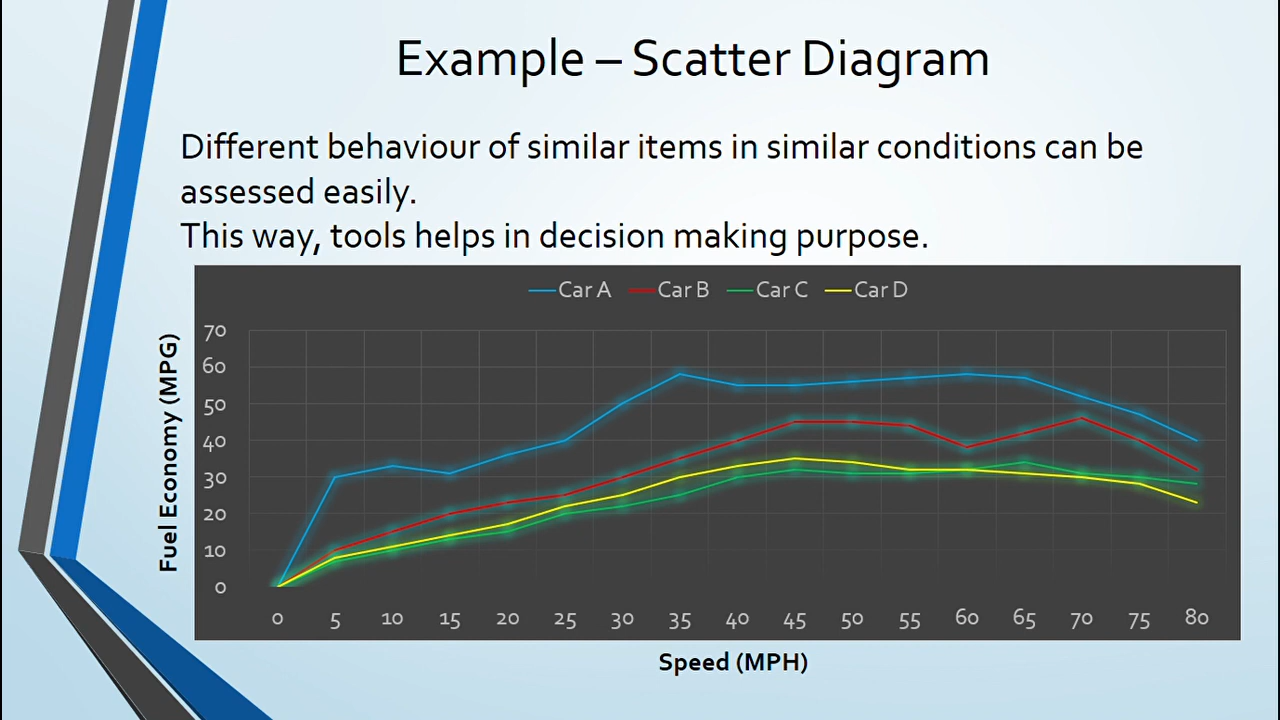 Example – Scatter Diagram
Different behaviour of similar items in similar conditions can be
assessed easily.
This way, tools helps in decision making purpose.
Car A Car B Car C Car D
Fuel Economy (MPG)
70
60
50
40
30
20
10
0
0 5 10 15 20 25 30 35 40 45 50 55 60 65 70 75 80
Speed (MPH)